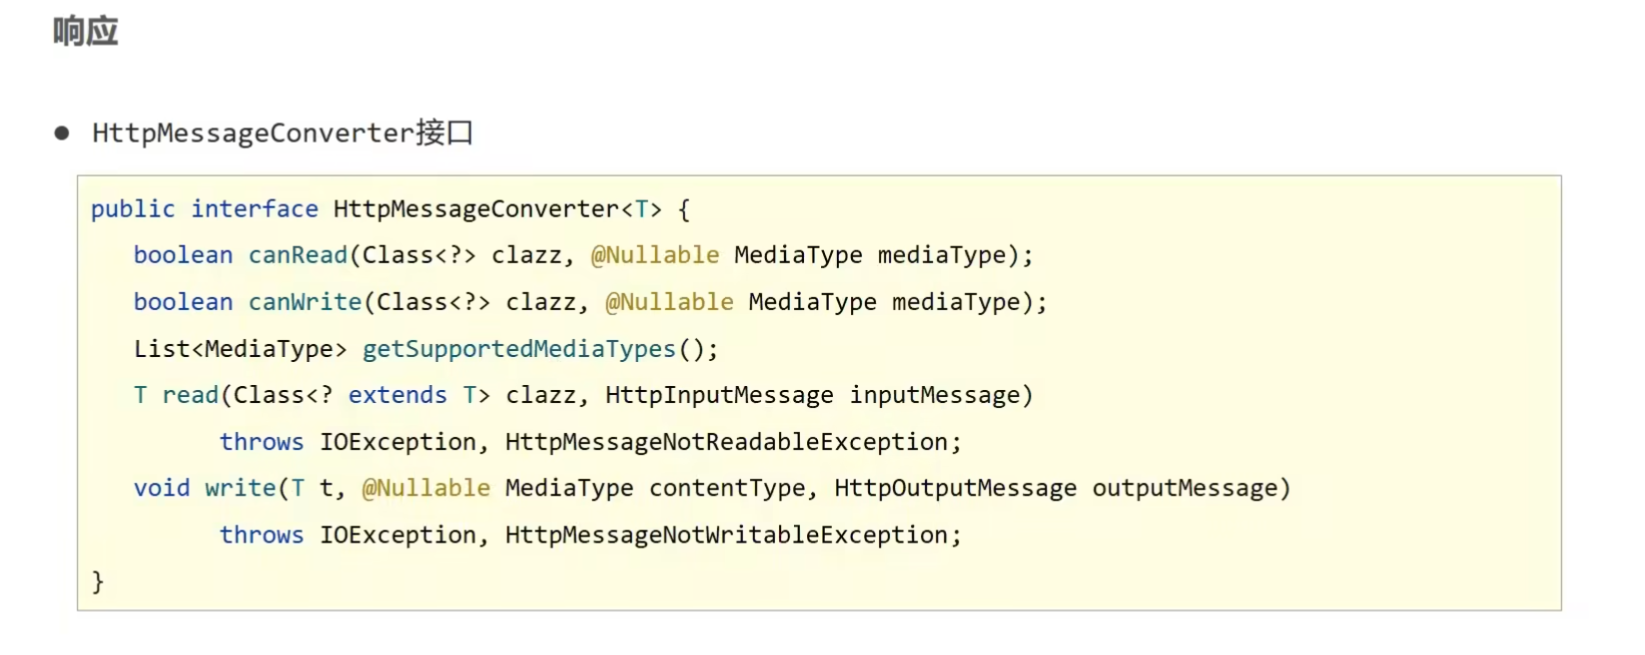 响应
● HttpMessageConverter接口
public interface HttpMessageConverter<T> {
boolean canRead(Class<?> clazz, @Nullable MediaType mediaType);
boolean canWrite(Class<?> clazz, @Nullable MediaType mediaType);
List<MediaType> getSupportedMediaTypes();
T read(Class<? extends T> clazz, HttpInputMessage inputMessage)
throws IOException, HttpMessageNotReadableException;
void write(T t, @Nullable MediaType contentType, HttpOutputMessage outputMessage)
throws IOException, HttpMessageNotWritableException;
}